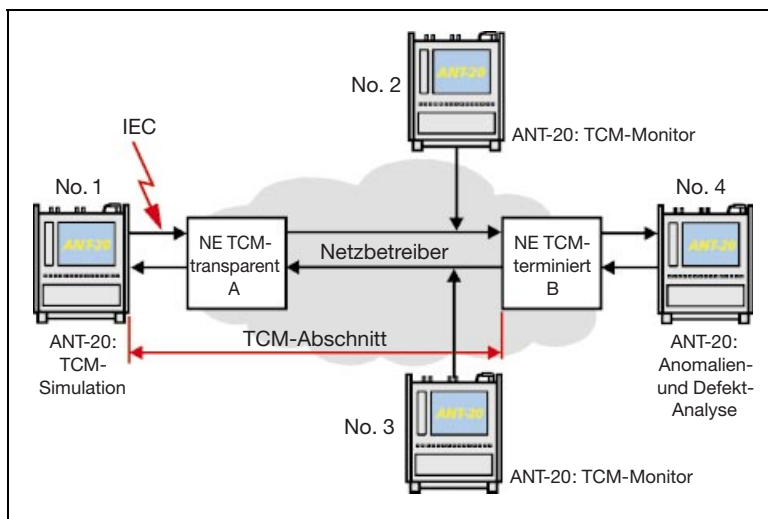 No. 2
ANT-20
ANT-20: TCM-Monitor
IEC
No. 1
ANT-20
ANT-20:
TCM-
Simulation
NE TCM-
transparent
A
Netzbetreiber
NE TCM-
terminiert
B
No. 4
ANT-20
ANT-20:
Anomalien-
und Defekt-
Analyse
TCM-Abschnitt
No. 3
ANT-20
ANT-20: TCM-Monitor